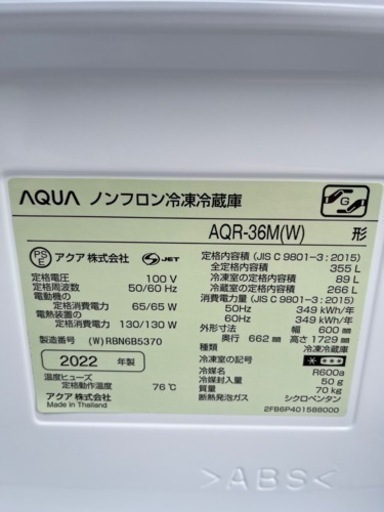 AQUA ノンフロン冷凍冷蔵庫
G
AQR-36M(W) 形
PS E アクア株式会社 S JET
定格電圧 100 V
定格周波数 50/60 Hz
電動機の
定格消費電力 65/65 W
電熱装置の
定格消費電力 130/130 W
製造番号 (W)RBN6B5370
2022 年製
温度ヒューズ
定格動作温度 76℃
アクア株式会社
Made in Thailand
定格内容積 (JIS C 9801−3 : 2015)
全定格内容積 355 L
冷凍室の定格内容積 89 L
冷蔵室の定格内容積 266 L
消費電力量 (JIS C 9801−3 : 2015)
50Hz 349 kWh/年
60Hz 349 kWh/年
外形寸法 幅 600 mm
奥行 662 mm 高さ 1729 mm
種類 冷凍冷蔵庫
冷凍室の記号
冷媒名 R600a
冷媒封入量 50 g
質量 70 kg
断熱発泡ガス シクロペンタン
2FB6P401588000
>ABS<